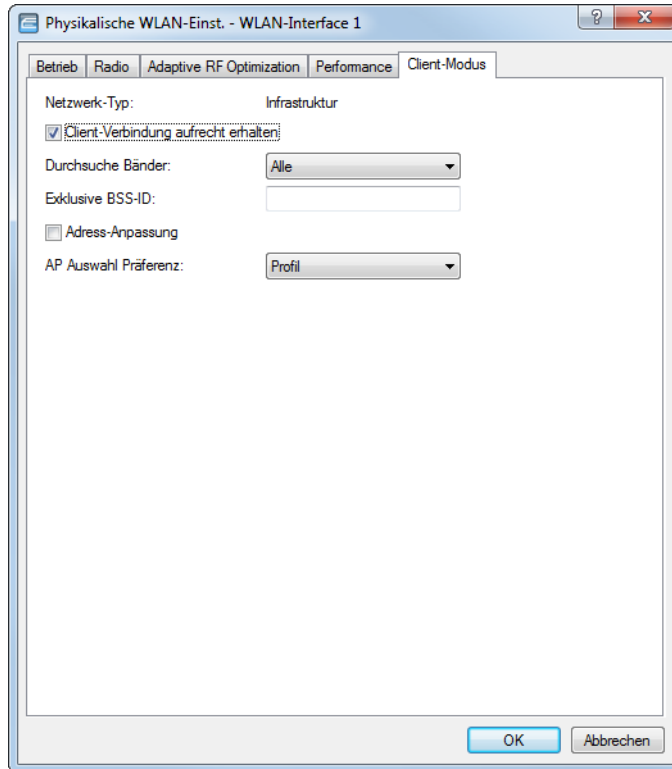 Physikalische WLAN-Einst. - WLAN-Interface 1
Betrieb Radio Adaptive RF Optimization Performance Client-Modus
Netzwerk-Typ: Infrastruktur
Client-Verbindung aufrecht erhalten
Durchsuche Bänder: Alle
Exklusive BSS-ID:
Adress-Anpassung
AP Auswahl Präferenz: Profil
OK Abbrechen